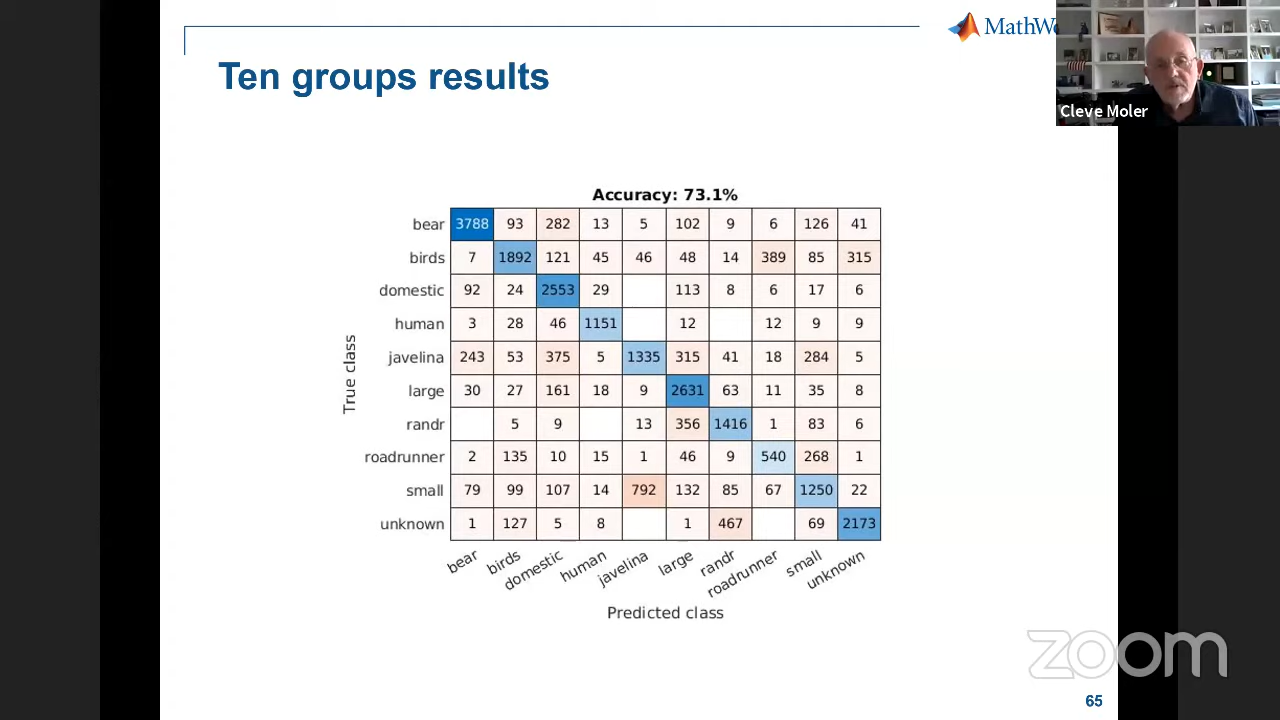 MathWo
Cleve Moler
Ten groups results
Accuracy: 73.1%
bear 3788 93 282 13 5 102 9 6 126 41
birds 7 1892 121 45 46 48 14 389 85 315
domestic 92 24 2553 29 113 8 6 17 6
human 3 28 46 1151 12 12 9 9
javelina 243 53 375 5 1335 315 41 18 284 5
large 30 27 161 18 9 2631 63 11 35 8
randr 5 9 13 356 1416 1 83 6
roadrunner 2 135 10 15 1 46 9 540 268 1
small 79 99 107 14 792 132 85 67 1250 22
unknown 1 127 5 8 1 467 69 2173
True class
bear birds domestic human javelina large randr roadrunner small unknown
Predicted class
zoom
65